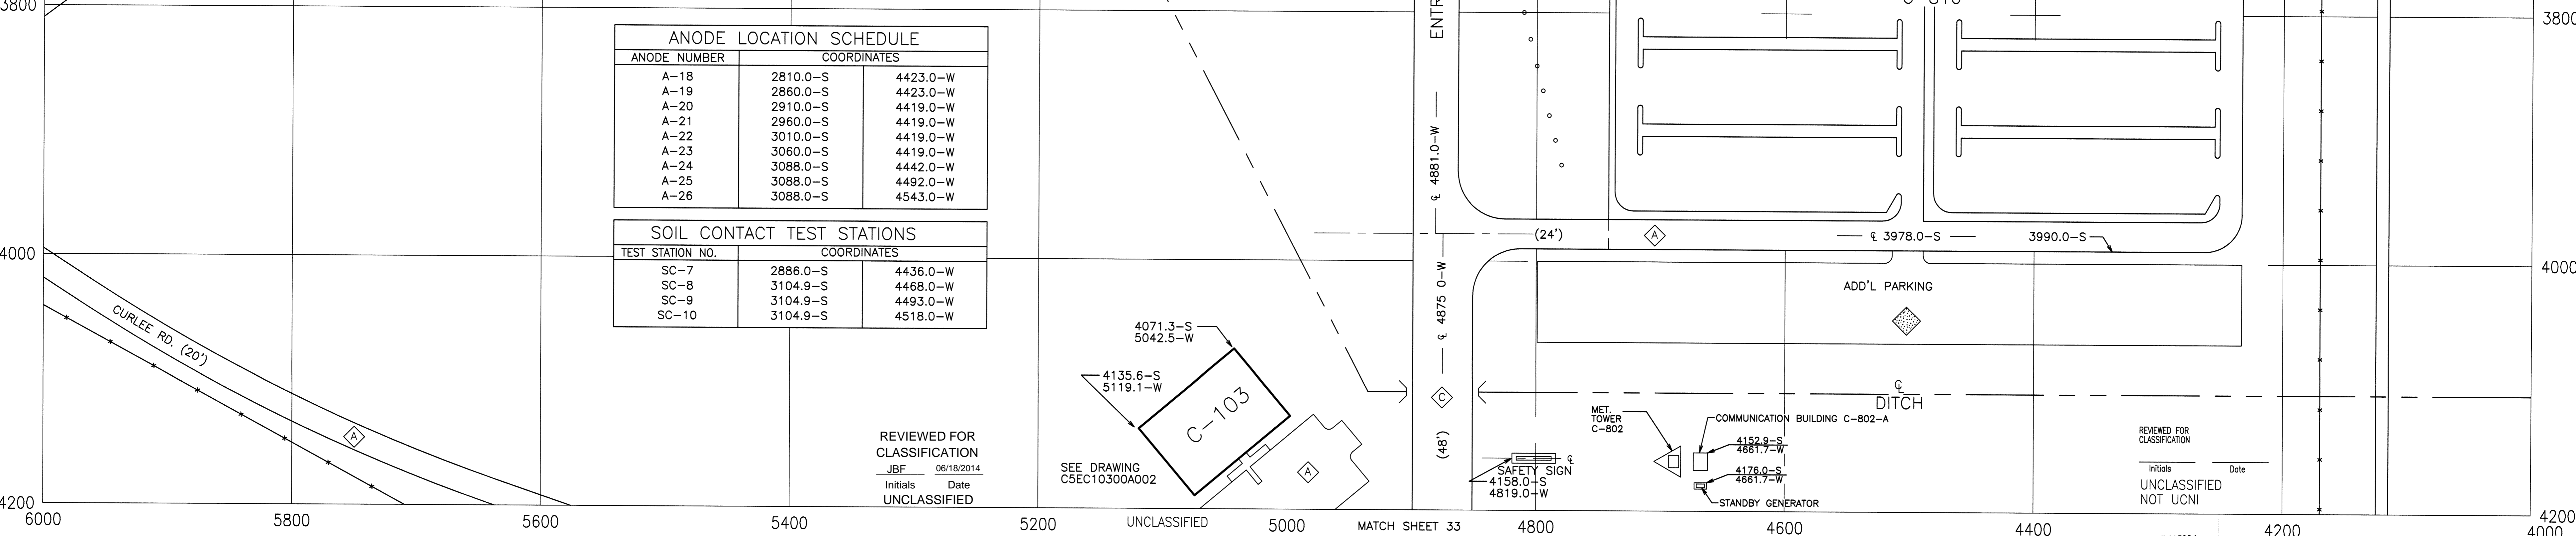 3800
3800
ENTR
ANODE LOCATION SCHEDULE
ANODE NUMBER COORDINATES
A-18 2810.0-S 4423.0-W
A-19 2860.0-S 4423.0-W
A-20 2910.0-S 4419.0-W
A-21 2960.0-S 4419.0-W
A-22 3010.0-S 4419.0-W
A-23 3060.0-S 4419.0-W
A-24 3088.0-S 4442.0-W
A-25 3088.0-S 4492.0-W
A-26 3088.0-S 4543.0-W
SOIL CONTACT TEST STATIONS
TEST STATION NO. COORDINATES
SC-7 2886.0-S 4436.0-W
SC-8 3104.9-S 4468.0-W
SC-9 3104.9-S 4493.0-W
SC-10 3104.9-S 4518.0-W
℄ 4881.0-W
(24')
A
℄ 3978.0-S
3990.0-S
4000
4000
℄ 4875 0-W
ADD'L PARKING
CURLEE RD. (20')
A
4071.3-S
5042.5-W
4135.6-S
5119.1-W
C-103
C
℄
DITCH
(48')
MET.
TOWER
C-802
COMMUNICATION BUILDING C-802-A
4152.9-S
4661.7-W
4176.0-S
4661.7-W
STANDBY GENERATOR
℄
SAFETY SIGN
4158.0-S
4819.0-W
A
SEE DRAWING
C5EC10300A002
REVIEWED FOR
CLASSIFICATION
JBF 06/18/2014
Initials Date
UNCLASSIFIED
REVIEWED FOR
CLASSIFICATION
Initials Date
UNCLASSIFIED
NOT UCNI
4200
4200
6000 5800 5600 5400 5200 UNCLASSIFIED 5000 MATCH SHEET 33 4800 4600 4400 4200 4000